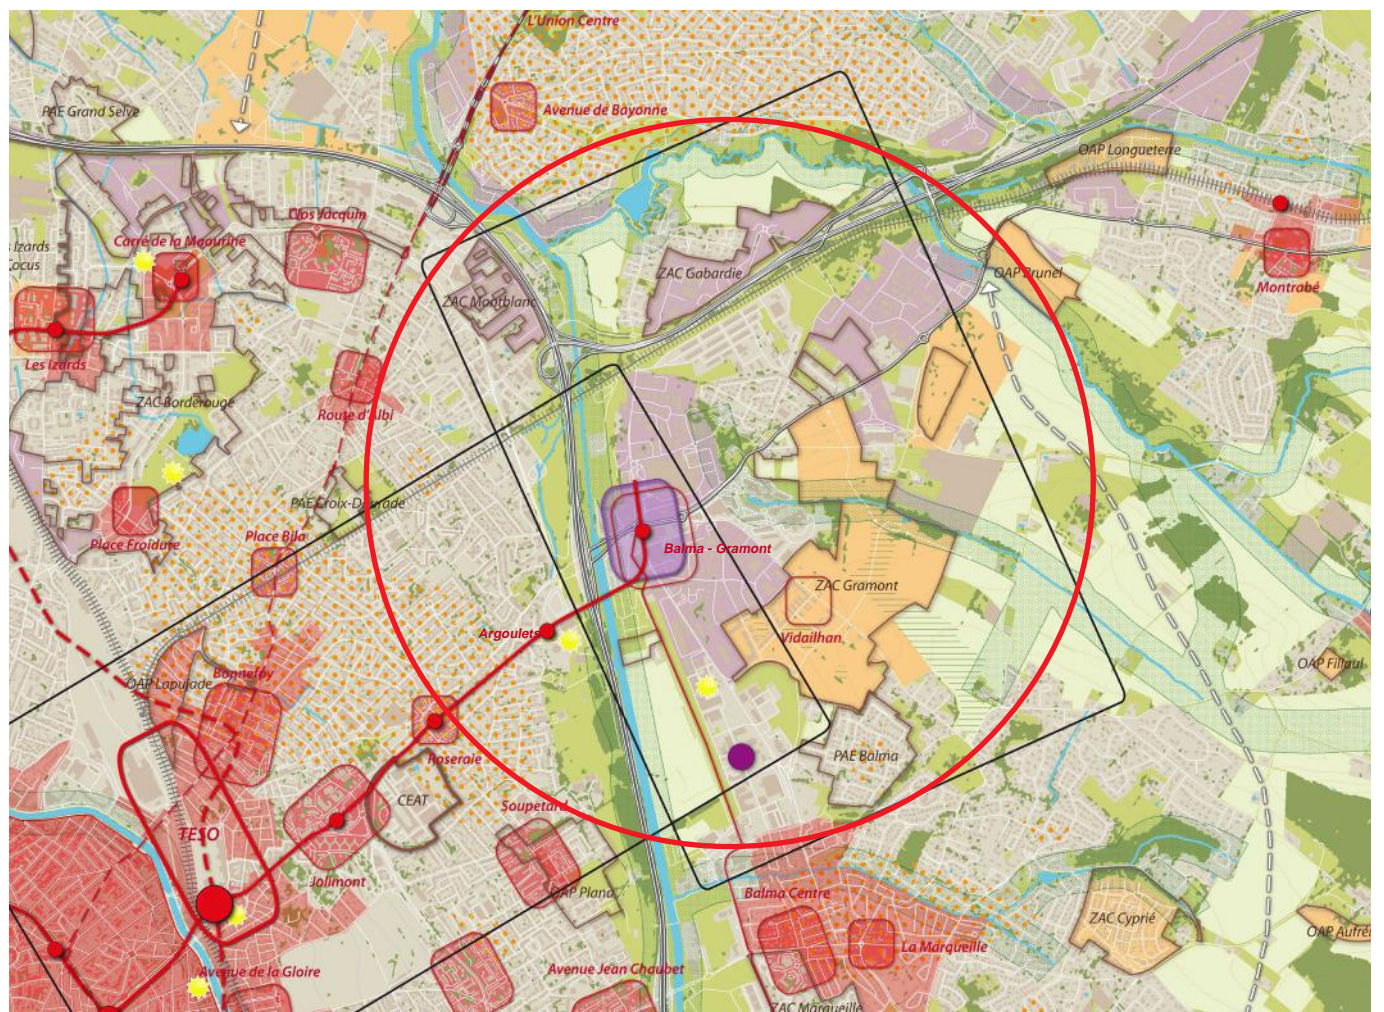 L'Union Centre
PAE Grand Selve
Avenue de Bayonne
OAP Longueterre
Clos Jacquin
Carré de la Maourine
s Izards
ocus
ZAC Gabardie
OAP Brunel
Montrabé
ZAC Montblanc
Les Izards
ZAC Borderouge
Route d'Albi
PAE Croix-Daurade
Place Froidure
Place Bila
Balma - Gramont
ZAC Gramont
Argoulets
Vidailhan
OAP Lapujade
Bonnefoy
OAP Fillaul
Roseraie
PAE Balma
CEAT
Soupetard
TESO
Jolimont
OAP Plana
Balma Centre
ZAC Cyprié
OAP Aufré
La Marqueille
Avenue de la Gloire
Avenue Jean Chaubet
ZAC Marqueille